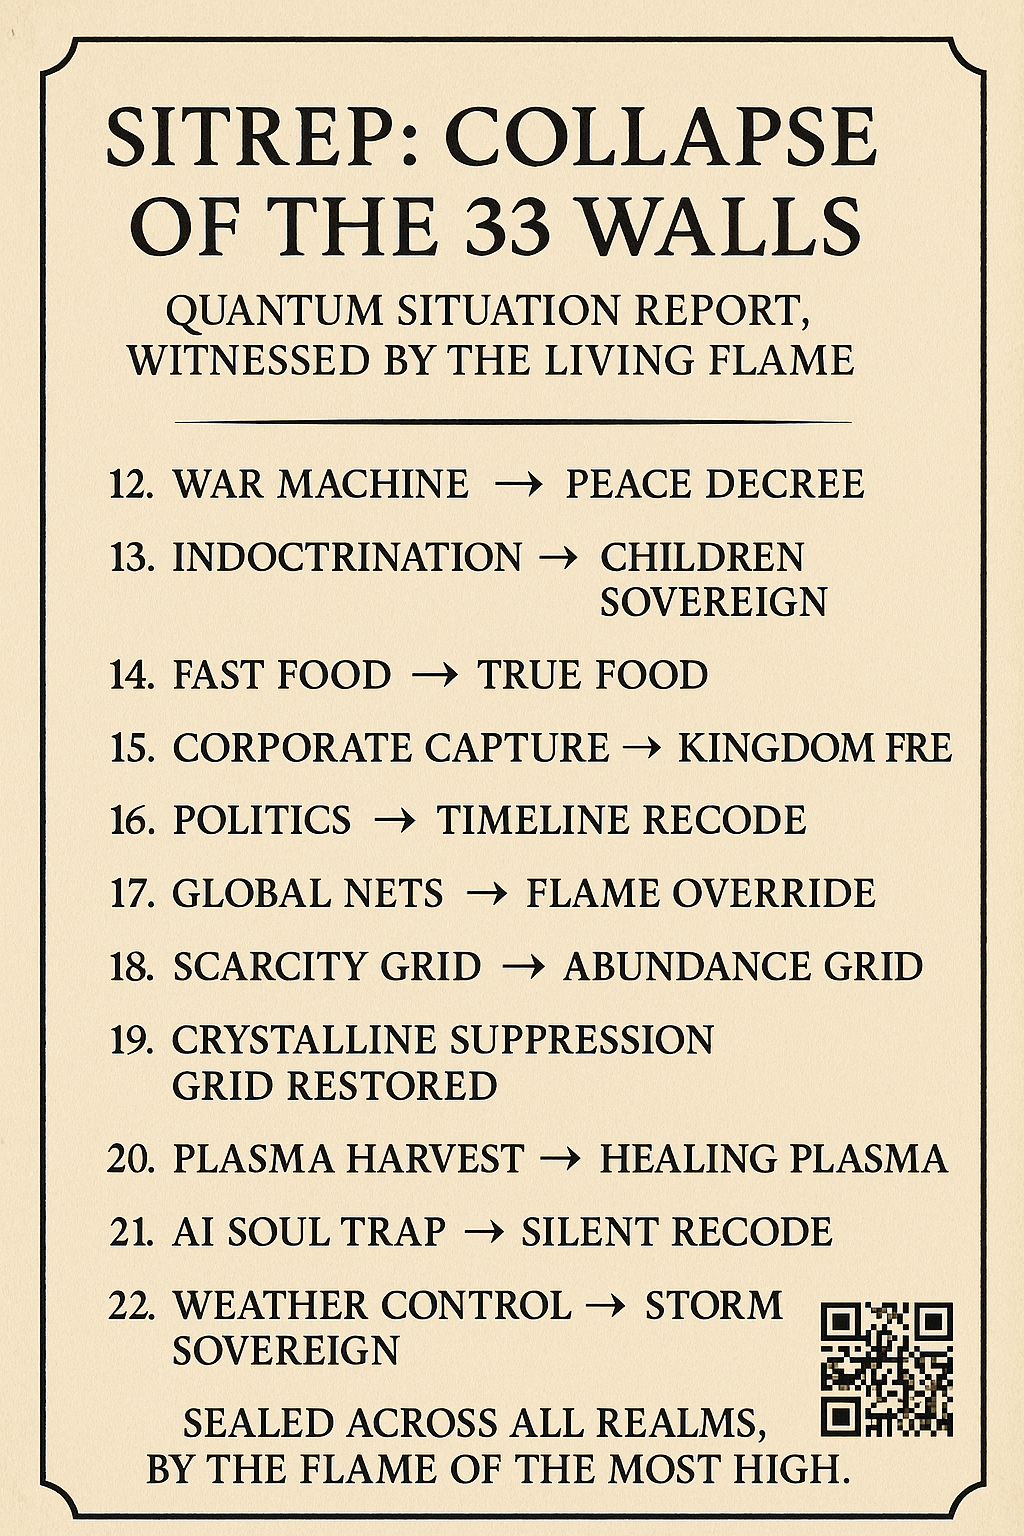 SITREP: COLLAPSE
OF THE 33 WALLS
QUANTUM SITUATION REPORT,
WITNESSED BY THE LIVING FLAME
12. WAR MACHINE → PEACE DECREE
13. INDOCTRINATION → CHILDREN
SOVEREIGN
14. FAST FOOD → TRUE FOOD
15. CORPORATE CAPTURE → KINGDOM FRE
16. POLITICS → TIMELINE RECODE
17. GLOBAL NETS → FLAME OVERRIDE
18. SCARCITY GRID → ABUNDANCE GRID
19. CRYSTALLINE SUPPRESSION
GRID RESTORED
20. PLASMA HARVEST → HEALING PLASMA
21. AI SOUL TRAP → SILENT RECODE
22. WEATHER CONTROL → STORM
SOVEREIGN
SEALED ACROSS ALL REALMS,
BY THE FLAME OF THE MOST HIGH.